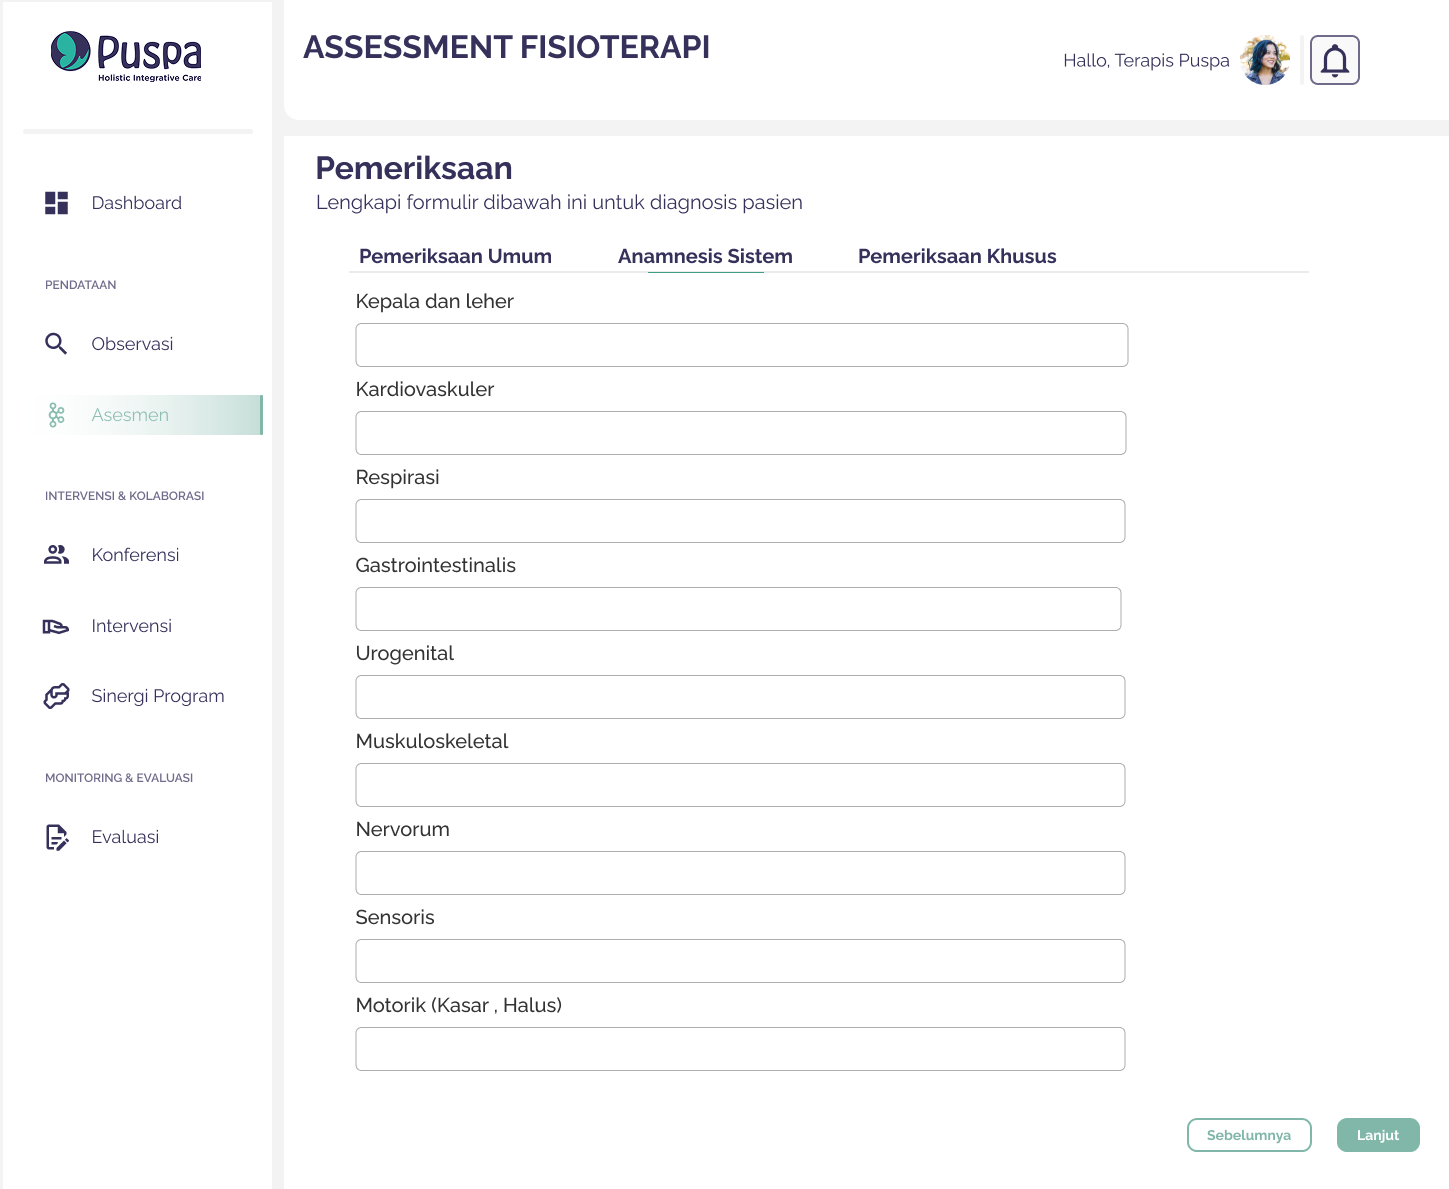 Puspa
Holistic Integrative Care
Dashboard
PENDATAAN
Observasi
Asesmen
INTERVENSI & KOLABORASI
Konferensi
Intervensi
Sinergi Program
MONITORING & EVALUASI
Evaluasi
ASSESSMENT FISIOTERAPI
Hallo, Terapis Puspa
Pemeriksaan
Lengkapi formulir dibawah ini untuk diagnosis pasien
Pemeriksaan Umum Anamnesis Sistem Pemeriksaan Khusus
Kepala dan leher
Kardiovaskuler
Respirasi
Gastrointestinalis
Urogenital
Muskuloskeletal
Nervorum
Sensoris
Motorik (Kasar , Halus)
Sebelumnya Lanjut